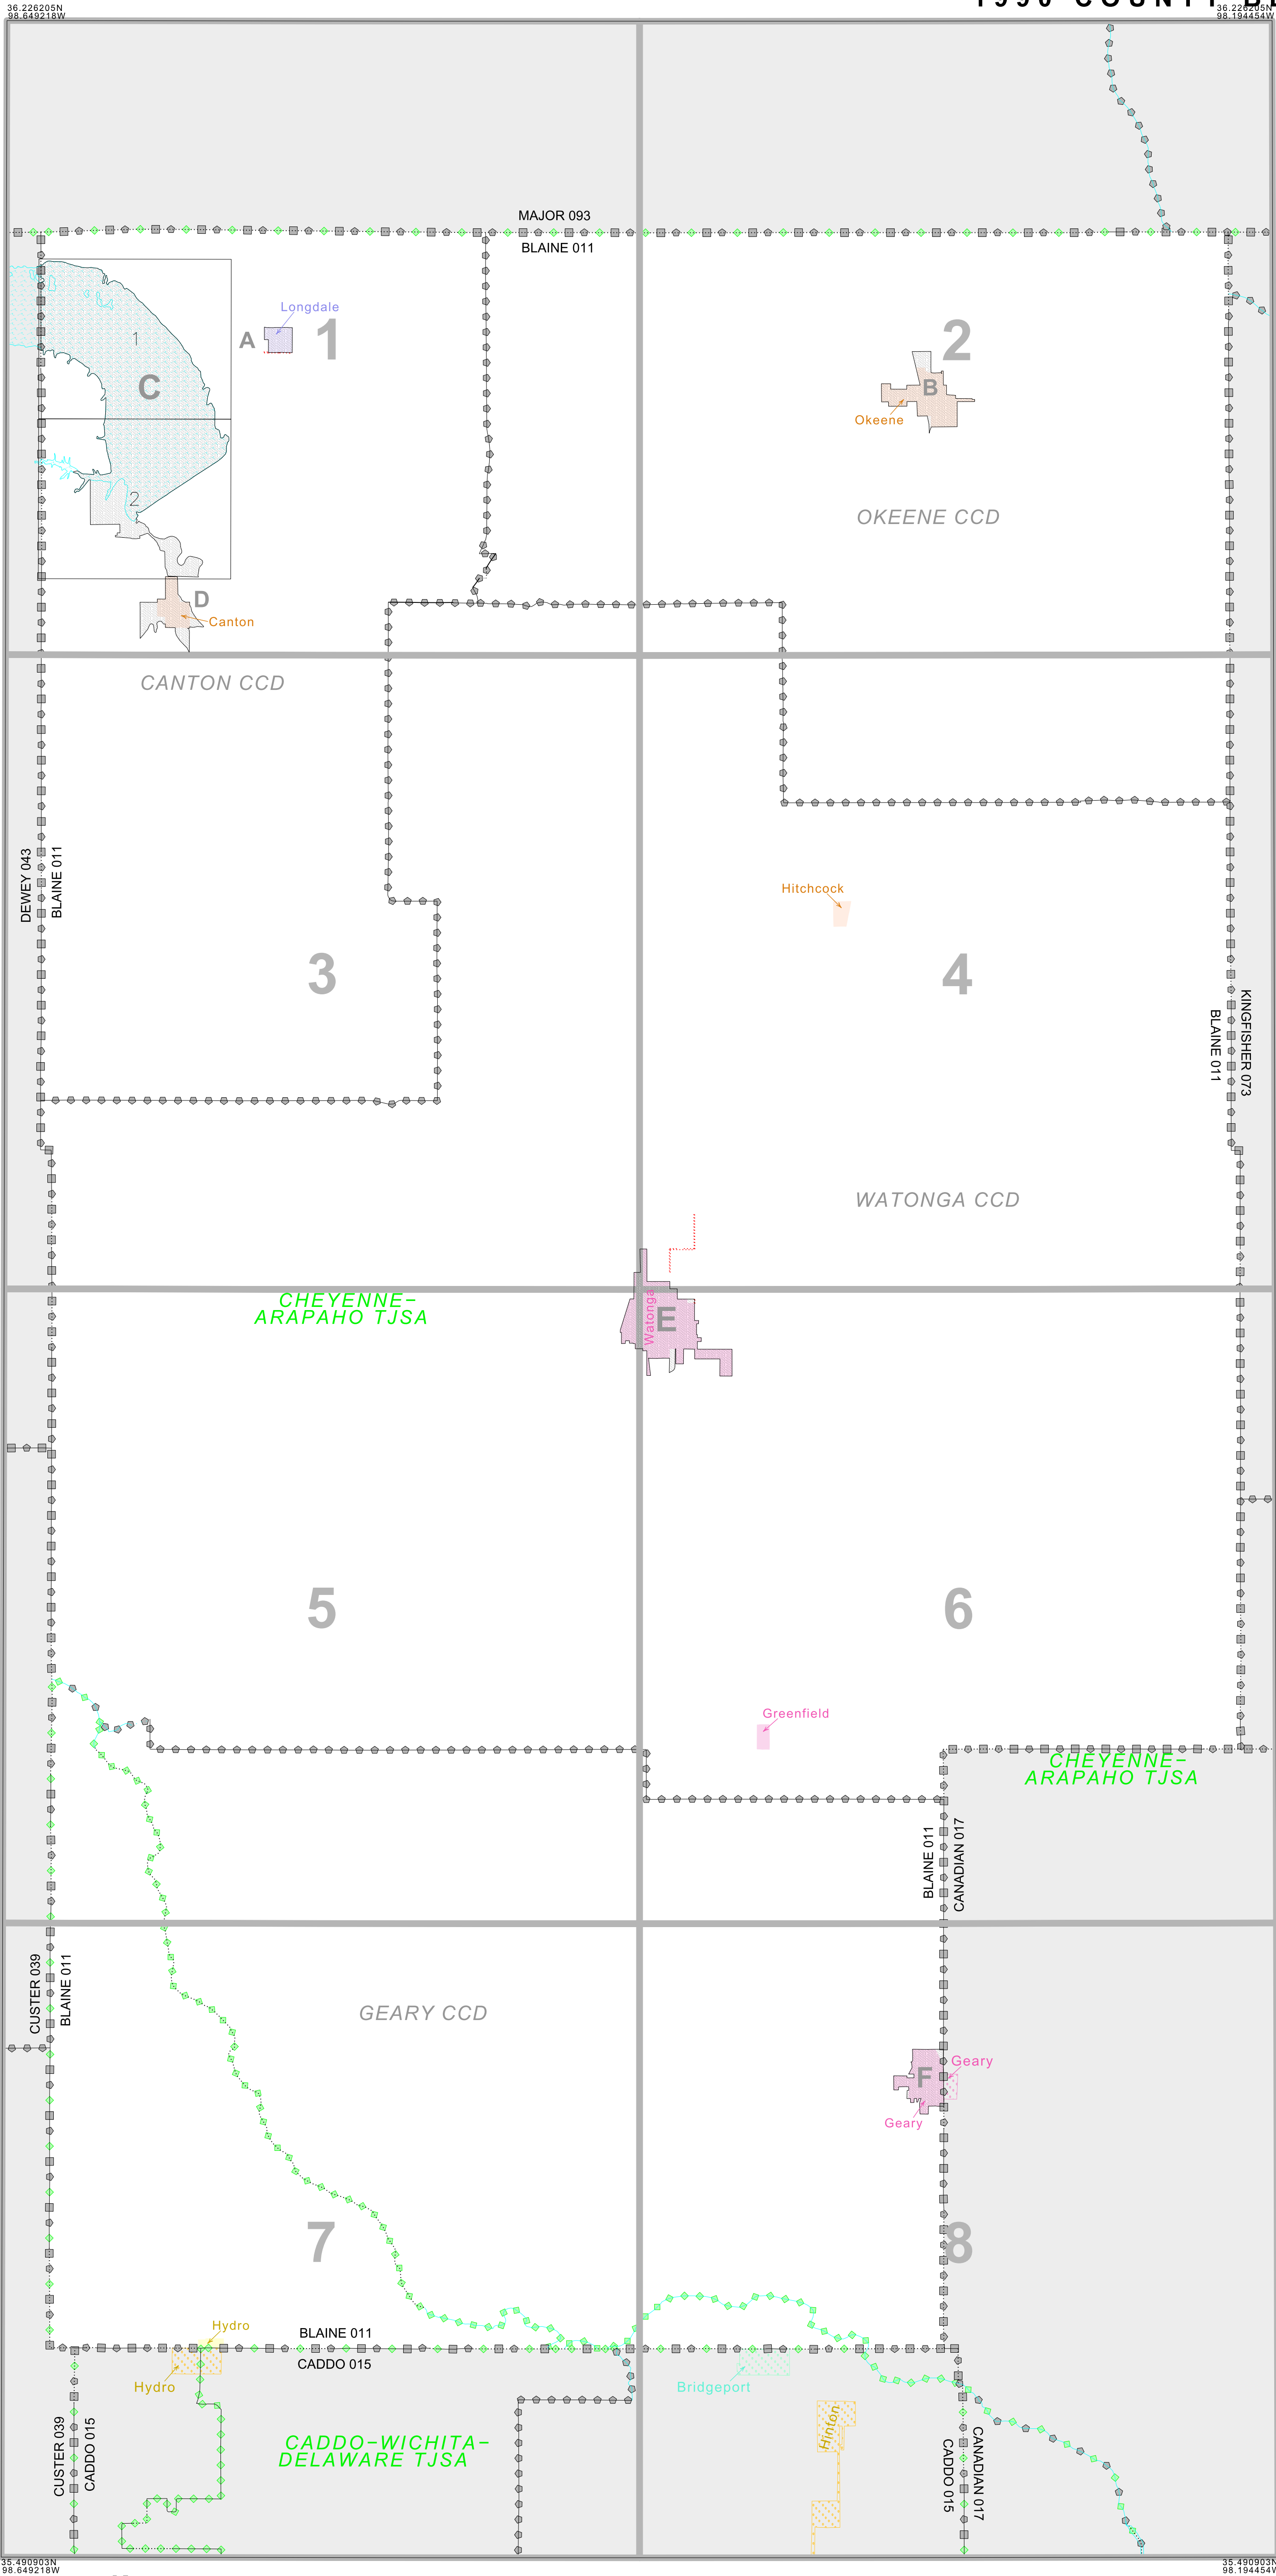 36.226205N
98.649218W
36.226205N
98.194454W
MAJOR 093
BLAINE 011
Longdale
A
1
2
1
C
B
Okeene
2
OKEENE CCD
D
Canton
CANTON CCD
DEWEY 043
BLAINE 011
Hitchcock
3
4
BLAINE 011
KINGFISHER 073
WATONGA CCD
CHEYENNE-
ARAPAHO TJSA
Watonga
E
5
6
Greenfield
CHEYENNE-
ARAPAHO TJSA
BLAINE 011
CANADIAN 017
CUSTER 039
BLAINE 011
GEARY CCD
Geary
F
Geary
7
8
Hydro
BLAINE 011
CADDO 015
Hydro
Bridgeport
Hinton
CUSTER 039
CADDO 015
CADDO-WICHITA-
DELAWARE TJSA
CADDO 015
CANADIAN 017
35.490903N
98.649218W
35.490903N
98.194454W